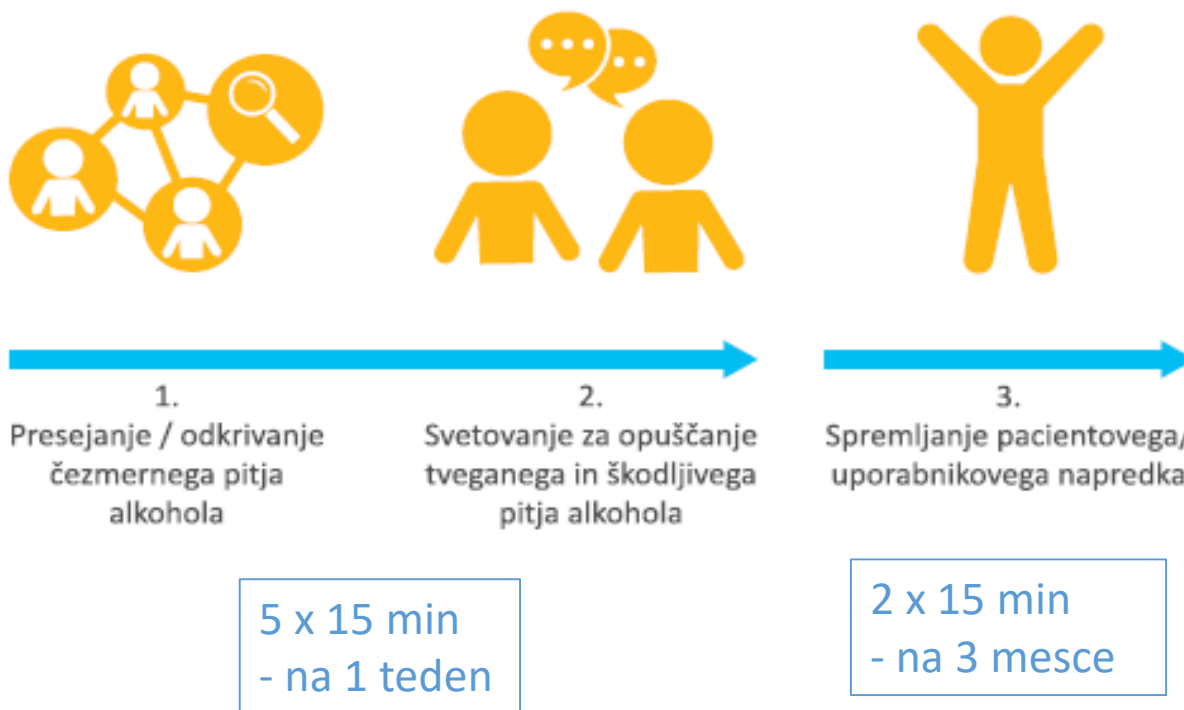 1.
Presejanje / odkrivanje
čezmernega pitja
alkohola
2.
Svetovanje za opuščanje
tveganega in škodljivega
pitja alkohola
3.
Spremljanje pacientovega/
uporabnikovega napredka
5 x 15 min
- na 1 teden
2 x 15 min
- na 3 mesce